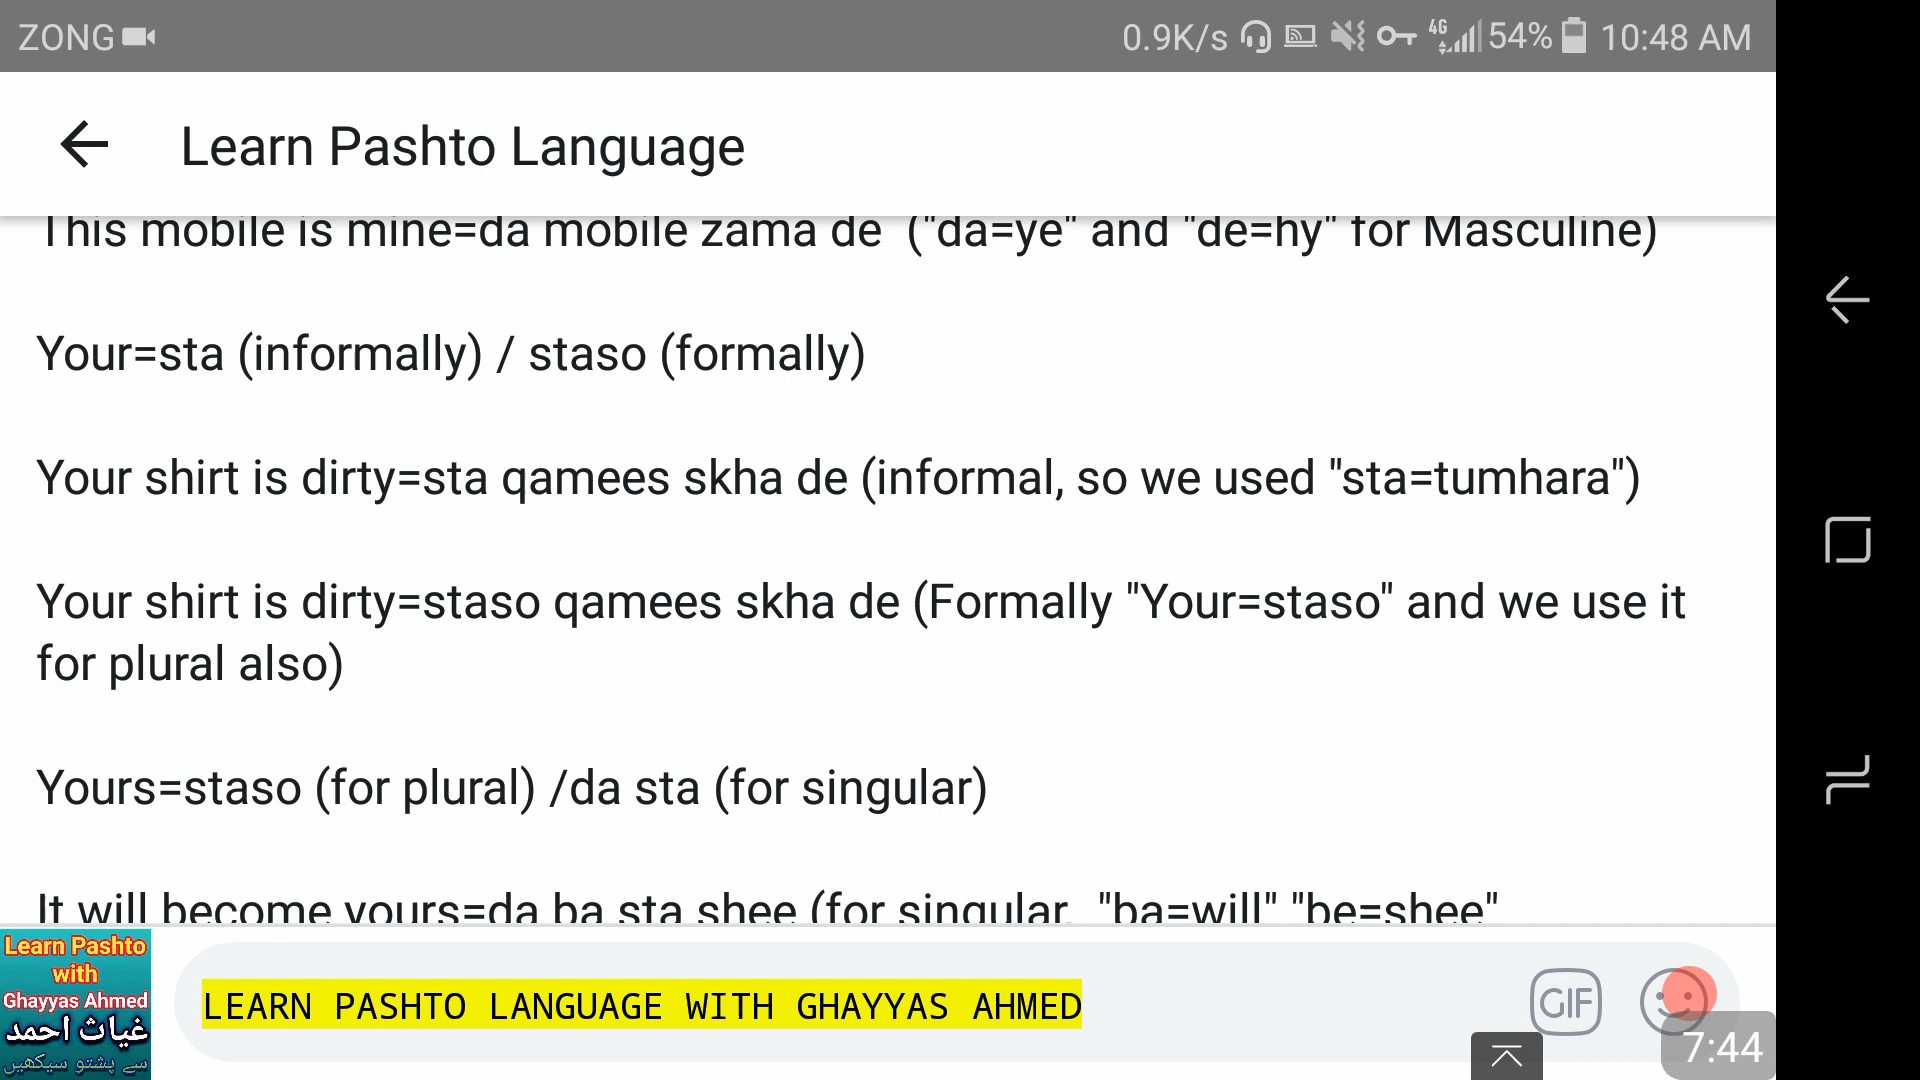 ZONG 0.9K/s 4G 54% 10:48 AM
Learn Pashto Language
This mobile is mine=da mobile zama de ("da=ye" and "de=hy" for Masculine)
Your=sta (informally) / staso (formally)
Your shirt is dirty=sta qamees skha de (informal, so we used "sta=tumhara")
Your shirt is dirty=staso qamees skha de (Formally "Your=staso" and we use it
for plural also)
Yours=staso (for plural) /da sta (for singular)
It will become yours=da ba sta shee (for singular, "ba=will" "be=shee"
Learn Pashto
with
Ghayyas Ahmed
غیاث احمد
سے پشتو سیکھیں
LEARN PASHTO LANGUAGE WITH GHAYYAS AHMED
GIF
7:44